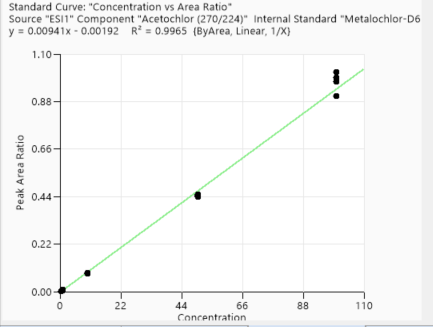 Standard Curve: "Concentration vs Area Ratio"
Source "ESI1" Component "Acetochlor (270/224)" Internal Standard "Metalochlor-D6
y = 0.00941x - 0.00192 R² = 0.9965 (ByArea, Linear, 1/X)
1.10
0.88
0.66
0.44
0.22
0.00
Peak Area Ratio
0 22 44 66 88 110
Concentration